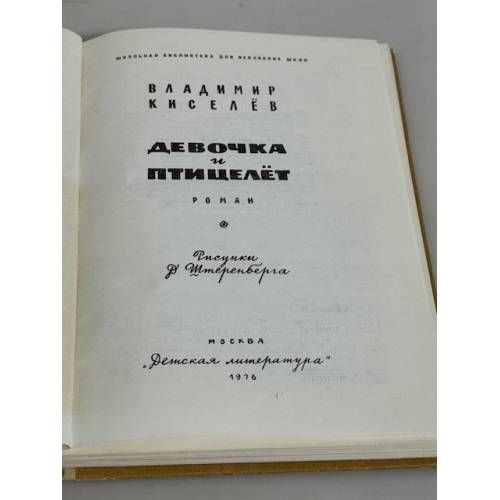 ШКОЛЬНАЯ БИБЛИОТЕКА ДЛЯ НЕРУССКИХ ШКОЛ
ВЛАДИМИР
КИСЕЛЁВ
ДЕВОЧКА
и
ПТИЦЕЛЁТ
РОМАН
Рисунки
Д Штеренберга
МОСКВА
„Детская литература"
1976